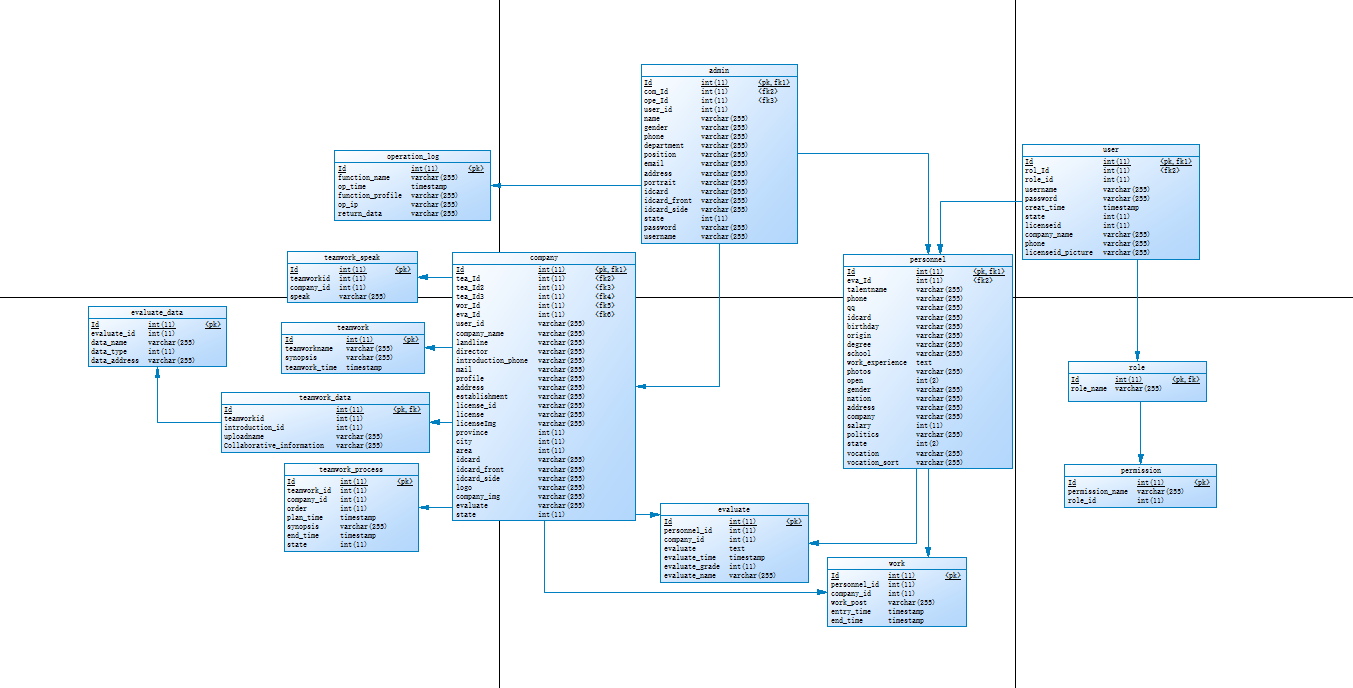 admin
Id int(11) <pk,fk1>
com_Id int(11) <fk2>
ope_Id int(11) <fk3>
user_id int(11)
name varchar(255)
gender varchar(255)
phone varchar(255)
department varchar(255)
position varchar(255)
email varchar(255)
address varchar(255)
portrait varchar(255)
idcard varchar(255)
idcard_front varchar(255)
idcard_side varchar(255)
state int(11)
password varchar(255)
username varchar(255)
operation_log
Id int(11) <pk>
function_name varchar(255)
op_time timestamp
function_profile varchar(255)
op_ip varchar(255)
return_data varchar(255)
user
Id int(11) <pk,fk1>
rol_Id int(11) <fk2>
role_id int(11)
username varchar(255)
password varchar(255)
creat_time timestamp
state int(11)
licenseid int(11)
company_name varchar(255)
phone varchar(255)
licenseid_picture varchar(255)
teamwork_speak
Id int(11) <pk>
teamworkid int(11)
company_id int(11)
speak varchar(255)
company
Id int(11) <pk,fk1>
tea_Id int(11) <fk2>
tea_Id2 int(11) <fk3>
tea_Id3 int(11) <fk4>
wor_Id int(11) <fk5>
eva_Id int(11) <fk6>
user_id varchar(255)
company_name varchar(255)
landline varchar(255)
director varchar(255)
introduction_phone varchar(255)
mail varchar(255)
profile varchar(255)
address varchar(255)
establishment varchar(255)
license_id varchar(255)
license varchar(255)
licenseImg varchar(255)
province int(11)
city int(11)
area int(11)
idcard varchar(255)
idcard_front varchar(255)
idcard_side varchar(255)
logo varchar(255)
company_img varchar(255)
evaluate varchar(255)
state int(11)
personnel
Id int(11) <pk,fk1>
eva_Id int(11) <fk2>
talentname varchar(255)
phone varchar(255)
qq varchar(255)
idcard varchar(255)
birthday varchar(255)
origin varchar(255)
degree varchar(255)
school varchar(255)
work_experience text
photos varchar(255)
open int(2)
gender varchar(255)
nation varchar(255)
address varchar(255)
company varchar(255)
salary int(11)
politics varchar(255)
state int(2)
vocation varchar(255)
vocation_sort varchar(255)
evaluate_data
Id int(11) <pk>
evaluate_id int(11)
data_name varchar(255)
data_type int(11)
data_address varchar(255)
teamwork
Id int(11) <pk>
teamworkname varchar(255)
synopsis varchar(255)
teamwork_time timestamp
role
Id int(11) <pk,fk>
role_name varchar(255)
teamwork_data
Id int(11) <pk,fk>
teamworkid int(11)
introduction_id int(11)
uploadname varchar(255)
Collaborative_information varchar(255)
teamwork_process
Id int(11) <pk>
teamwork_id int(11)
company_id int(11)
order int(11)
plan_time timestamp
synopsis varchar(255)
end_time timestamp
state int(11)
permission
Id int(11) <pk>
permission_name varchar(255)
role_id int(11)
evaluate
Id int(11) <pk>
personnel_id int(11)
company_id int(11)
evaluate text
evaluate_time timestamp
evaluate_grade int(11)
evaluate_name varchar(255)
work
Id int(11) <pk>
personnel_id int(11)
company_id int(11)
work_post varchar(255)
entry_time timestamp
end_time timestamp